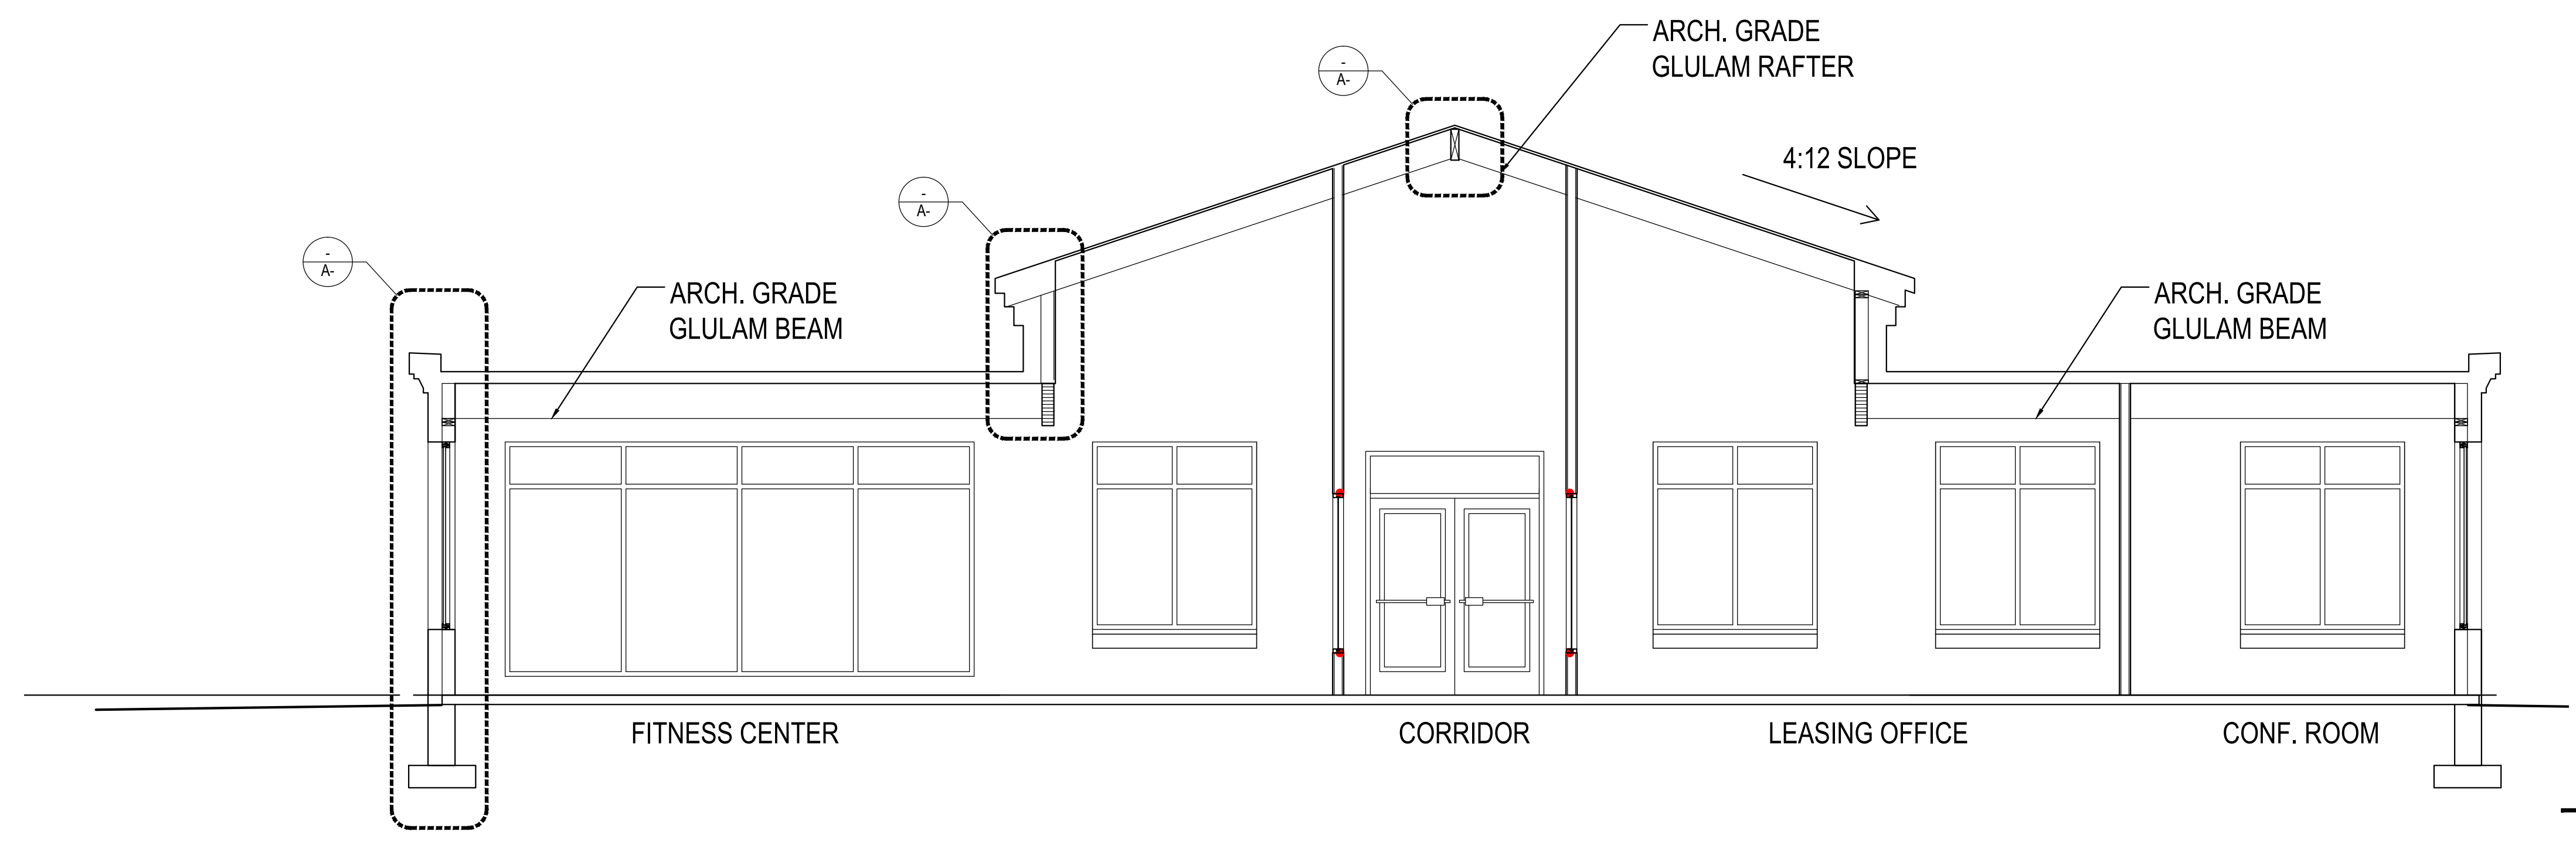 ARCH. GRADE
GLULAM RAFTER
-
A-
4:12 SLOPE
-
A-
-
A-
ARCH. GRADE
GLULAM BEAM
ARCH. GRADE
GLULAM BEAM
FITNESS CENTER
CORRIDOR
LEASING OFFICE
CONF. ROOM